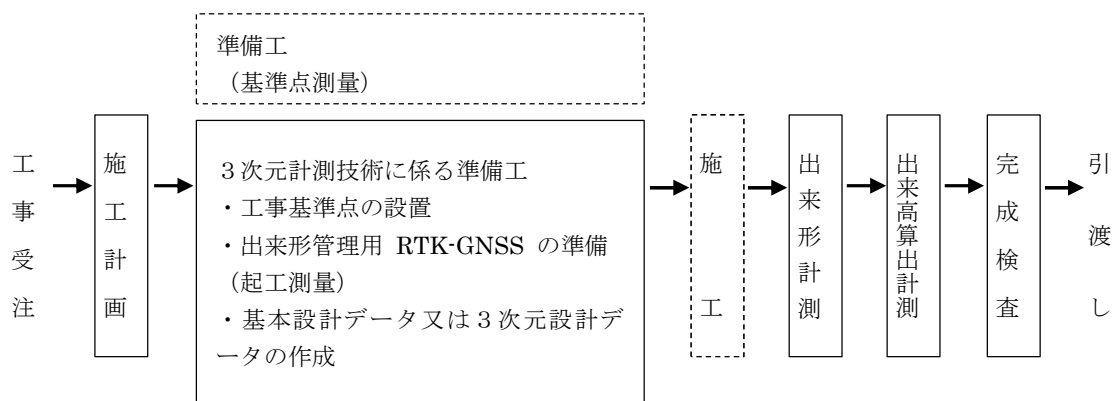 工事受注
施工計画
準備工
（基準点測量）
３次元計測技術に係る準備工
・工事基準点の設置
・出来形管理用 RTK-GNSS の準備
（起工測量）
・基本設計データ又は３次元設計デ
ータの作成
施工
出来形計測
出来高算出計測
完成検査
引渡し